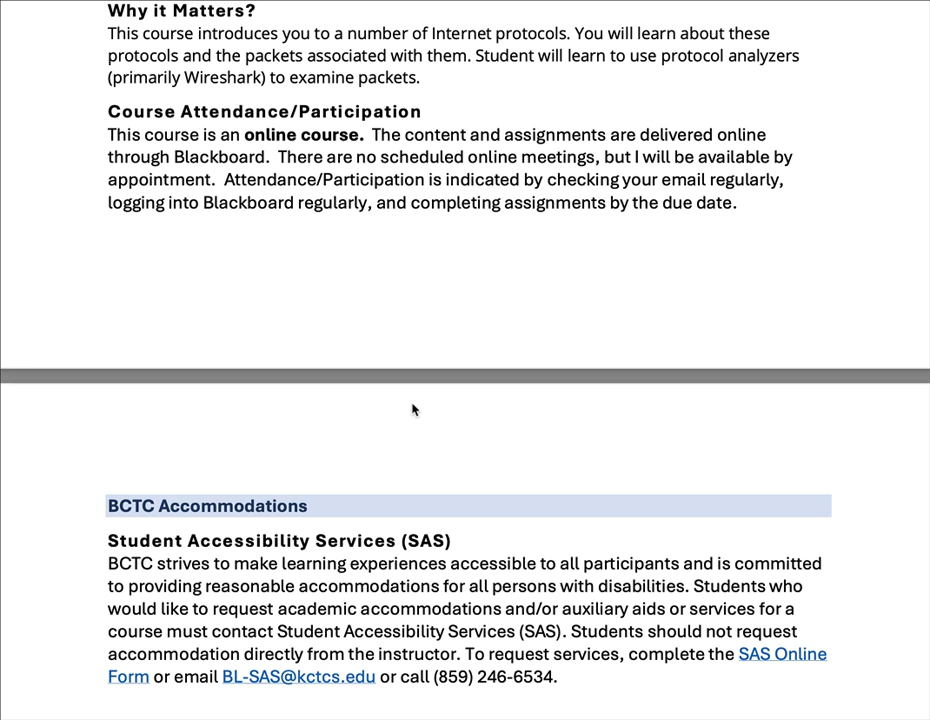 Why it Matters?
This course introduces you to a number of Internet protocols. You will learn about these
protocols and the packets associated with them. Student will learn to use protocol analyzers
(primarily Wireshark) to examine packets.
Course Attendance/Participation
This course is an online course.  The content and assignments are delivered online
through Blackboard.  There are no scheduled online meetings, but I will be available by
appointment.  Attendance/Participation is indicated by checking your email regularly,
logging into Blackboard regularly, and completing assignments by the due date.
BCTC Accommodations
Student Accessibility Services (SAS)
BCTC strives to make learning experiences accessible to all participants and is committed
to providing reasonable accommodations for all persons with disabilities. Students who
would like to request academic accommodations and/or auxiliary aids or services for a
course must contact Student Accessibility Services (SAS). Students should not request
accommodation directly from the instructor. To request services, complete the SAS Online
Form or email BL-SAS@kctcs.edu or call (859) 246-6534.